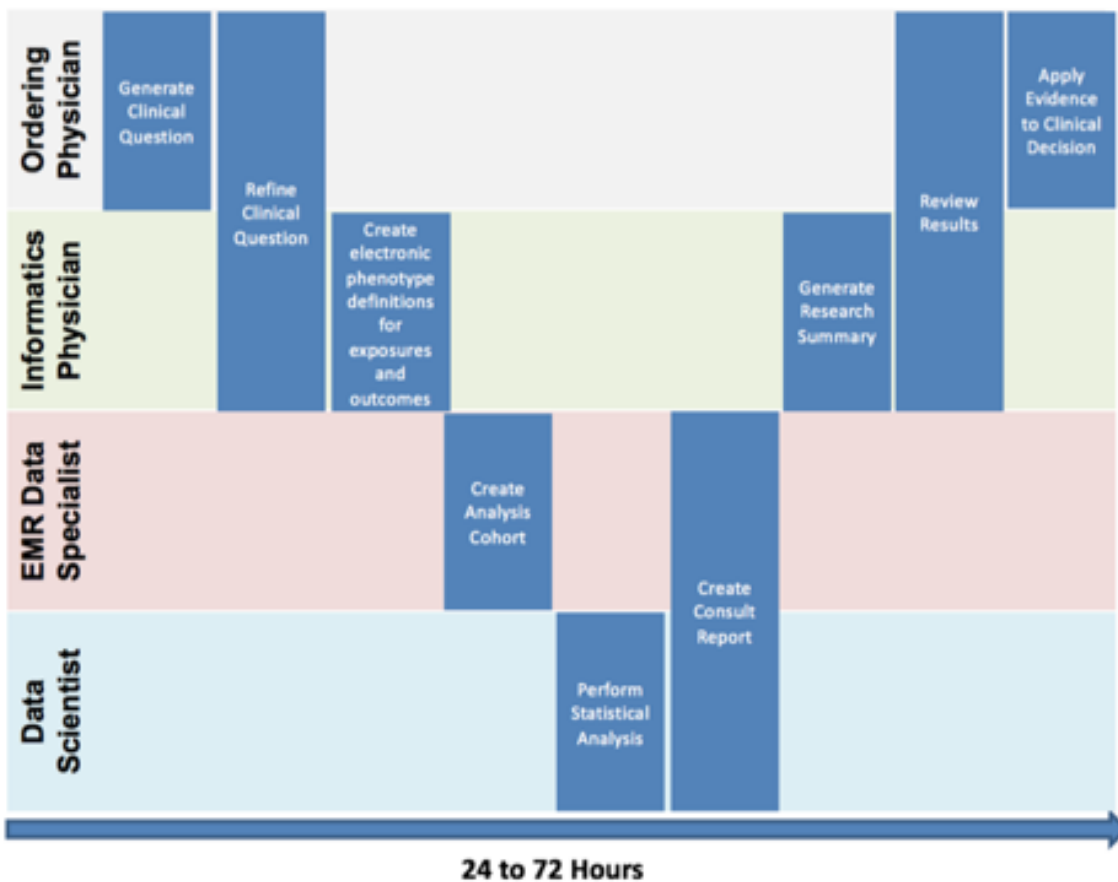 Ordering
Physician
Generate
Clinical
Question
Refine
Clinical
Question
Review
Results
Apply
Evidence
to Clinical
Decision
Informatics
Physician
Create
electronic
phenotype
definitions
for
exposures
and
outcomes
Generate
Research
Summary
EMR Data
Specialist
Create
Analysis
Cohort
Create
Consult
Report
Data
Scientist
Perform
Statistical
Analysis
24 to 72 Hours